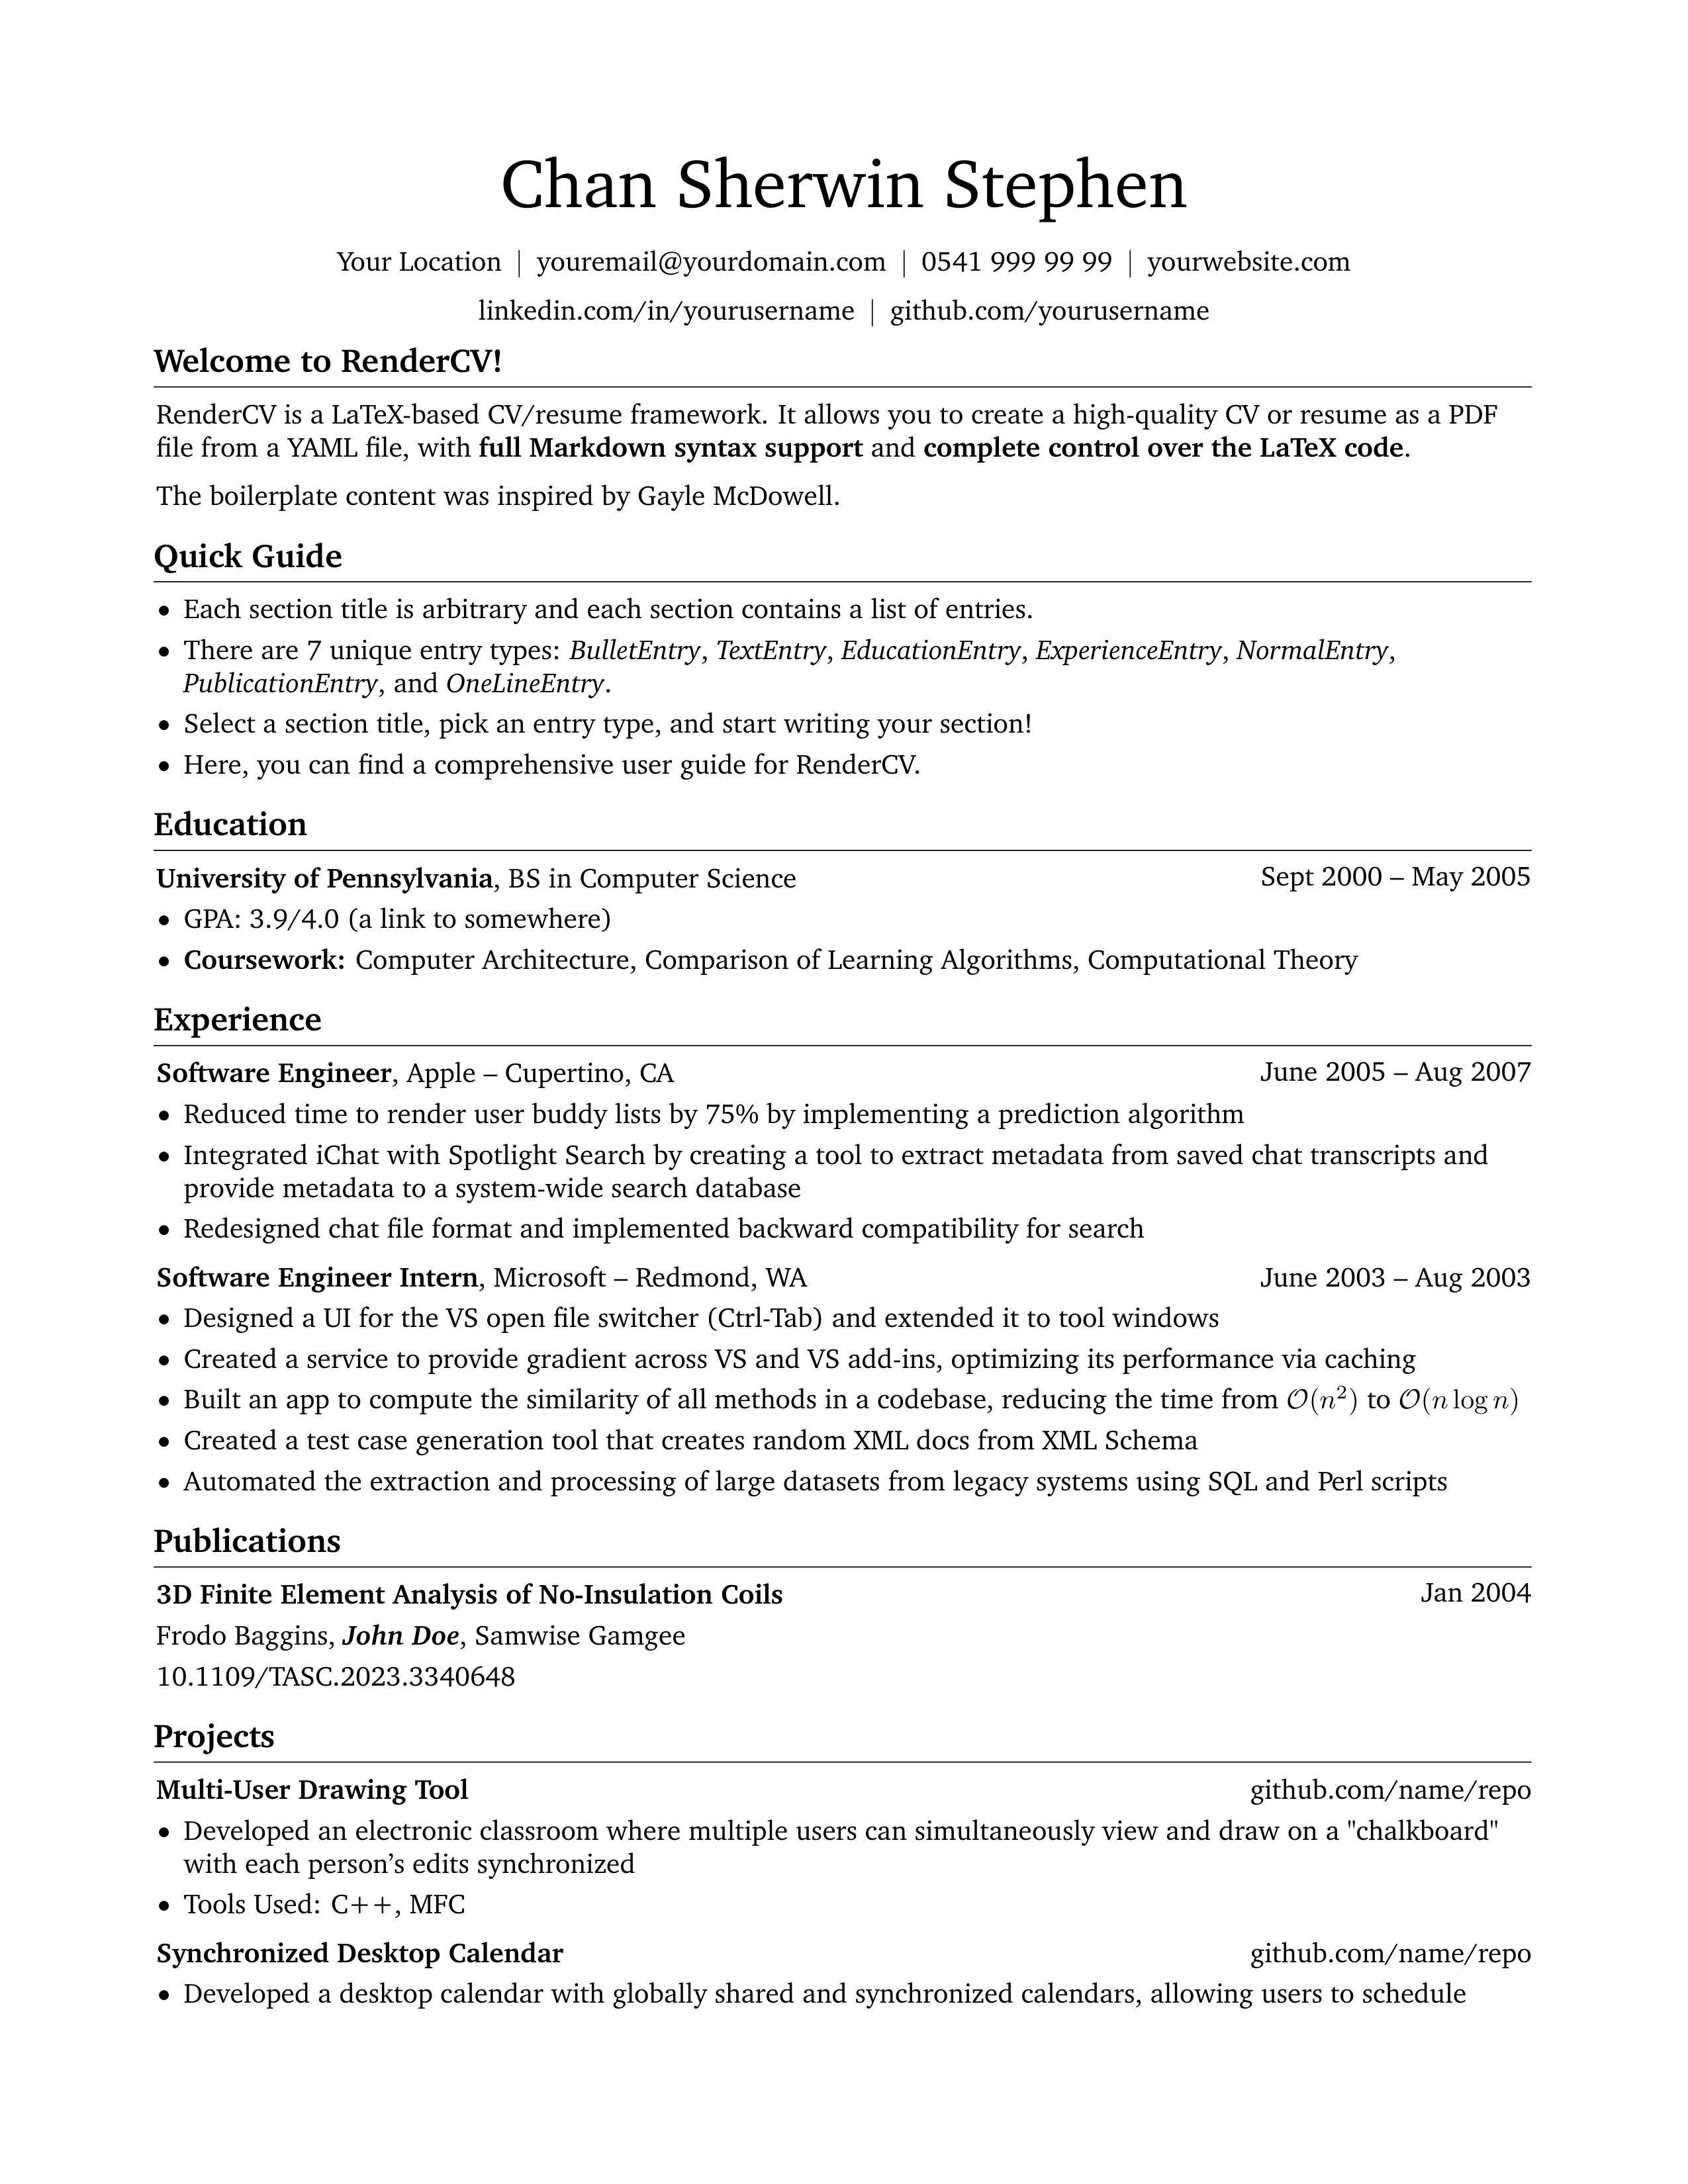 Chan Sherwin Stephen
Your Location | youremail@yourdomain.com | 0541 999 99 99 | yourwebsite.com
linkedin.com/in/yourusername | github.com/yourusername
Welcome to RenderCV!
RenderCV is a LaTeX-based CV/resume framework. It allows you to create a high-quality CV or resume as a PDF
file from a YAML file, with full Markdown syntax support and complete control over the LaTeX code.
The boilerplate content was inspired by Gayle McDowell.
Quick Guide
• Each section title is arbitrary and each section contains a list of entries.
• There are 7 unique entry types: BulletEntry, TextEntry, EducationEntry, ExperienceEntry, NormalEntry,
PublicationEntry, and OneLineEntry.
• Select a section title, pick an entry type, and start writing your section!
• Here, you can find a comprehensive user guide for RenderCV.
Education
University of Pennsylvania, BS in Computer Science Sept 2000 – May 2005
• GPA: 3.9/4.0 (a link to somewhere)
• Coursework: Computer Architecture, Comparison of Learning Algorithms, Computational Theory
Experience
Software Engineer, Apple – Cupertino, CA June 2005 – Aug 2007
• Reduced time to render user buddy lists by 75% by implementing a prediction algorithm
• Integrated iChat with Spotlight Search by creating a tool to extract metadata from saved chat transcripts and
provide metadata to a system-wide search database
• Redesigned chat file format and implemented backward compatibility for search
Software Engineer Intern, Microsoft – Redmond, WA June 2003 – Aug 2003
• Designed a UI for the VS open file switcher (Ctrl-Tab) and extended it to tool windows
• Created a service to provide gradient across VS and VS add-ins, optimizing its performance via caching
• Built an app to compute the similarity of all methods in a codebase, reducing the time from 𝒪(n²) to 𝒪(n log n)
• Created a test case generation tool that creates random XML docs from XML Schema
• Automated the extraction and processing of large datasets from legacy systems using SQL and Perl scripts
Publications
3D Finite Element Analysis of No-Insulation Coils Jan 2004
Frodo Baggins, John Doe, Samwise Gamgee
10.1109/TASC.2023.3340648
Projects
Multi-User Drawing Tool github.com/name/repo
• Developed an electronic classroom where multiple users can simultaneously view and draw on a "chalkboard"
with each person’s edits synchronized
• Tools Used: C++, MFC
Synchronized Desktop Calendar github.com/name/repo
• Developed a desktop calendar with globally shared and synchronized calendars, allowing users to schedule